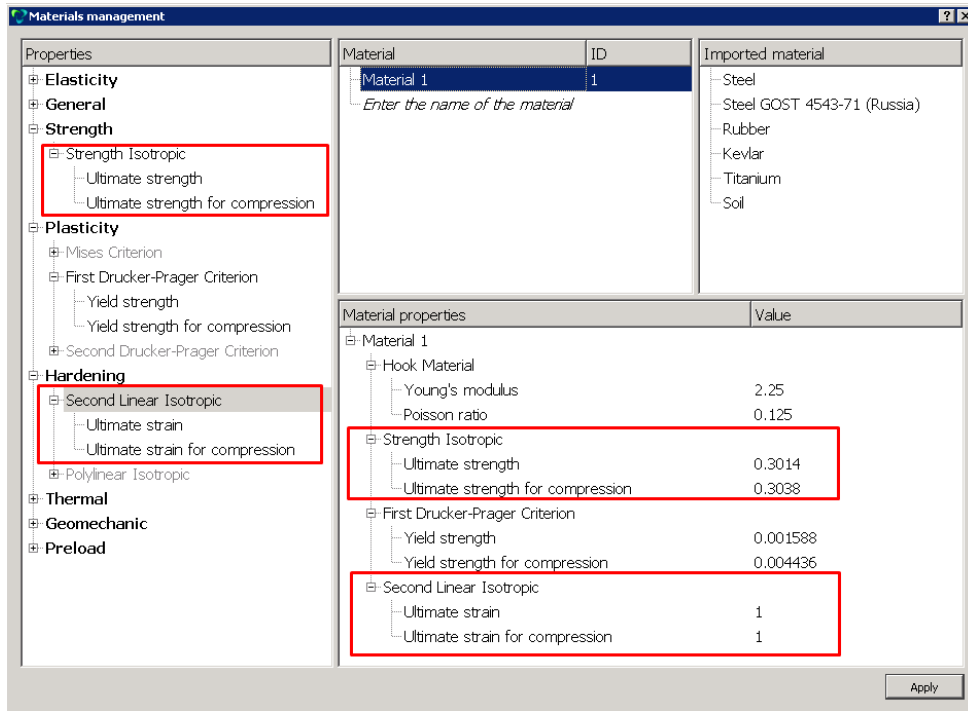 Materials management
Properties
Elasticity
General
Strength
Strength Isotropic
Ultimate strength
Ultimate strength for compression
Plasticity
Mises Criterion
First Drucker-Prager Criterion
Yield strength
Yield strength for compression
Second Drucker-Prager Criterion
Hardening
Second Linear Isotropic
Ultimate strain
Ultimate strain for compression
Polylinear Isotropic
Thermal
Geomechanic
Preload
Material ID
Material 1 1
Enter the name of the material
Imported material
Steel
Steel GOST 4543-71 (Russia)
Rubber
Kevlar
Titanium
Soil
Material properties Value
Material 1
Hook Material
Young's modulus 2.25
Poisson ratio 0.125
Strength Isotropic
Ultimate strength 0.3014
Ultimate strength for compression 0.3038
First Drucker-Prager Criterion
Yield strength 0.001588
Yield strength for compression 0.004436
Second Linear Isotropic
Ultimate strain 1
Ultimate strain for compression 1
Apply